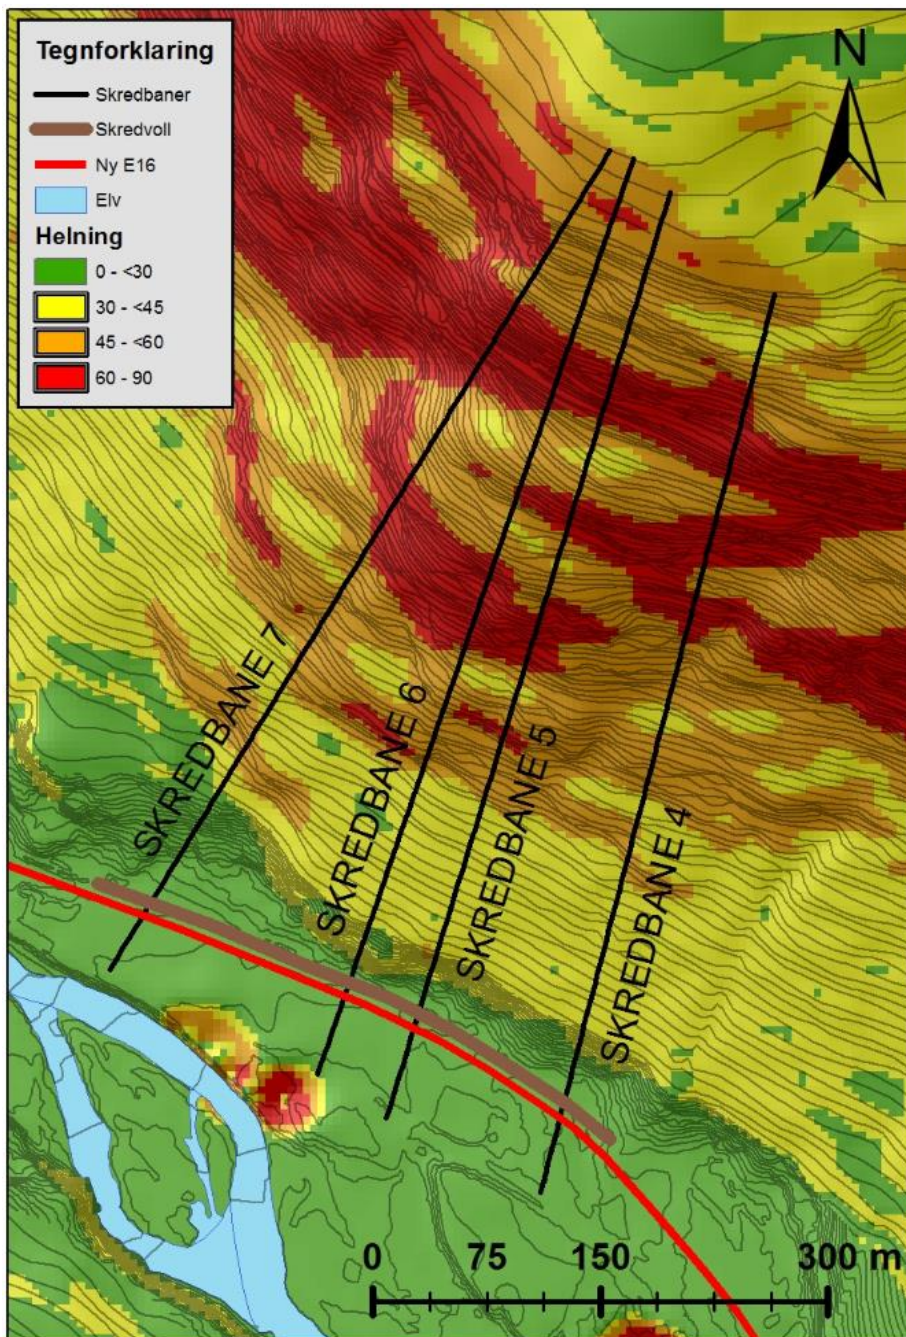 Tegnforklaring
Skredbaner
Skredvoll
Ny E16
Elv
Helning
0 - <30
30 - <45
45 - <60
60 - 90
N
SKREDBANE 7
SKREDBANE 6
SKREDBANE 5
SKREDBANE 4
0 75 150 300 m